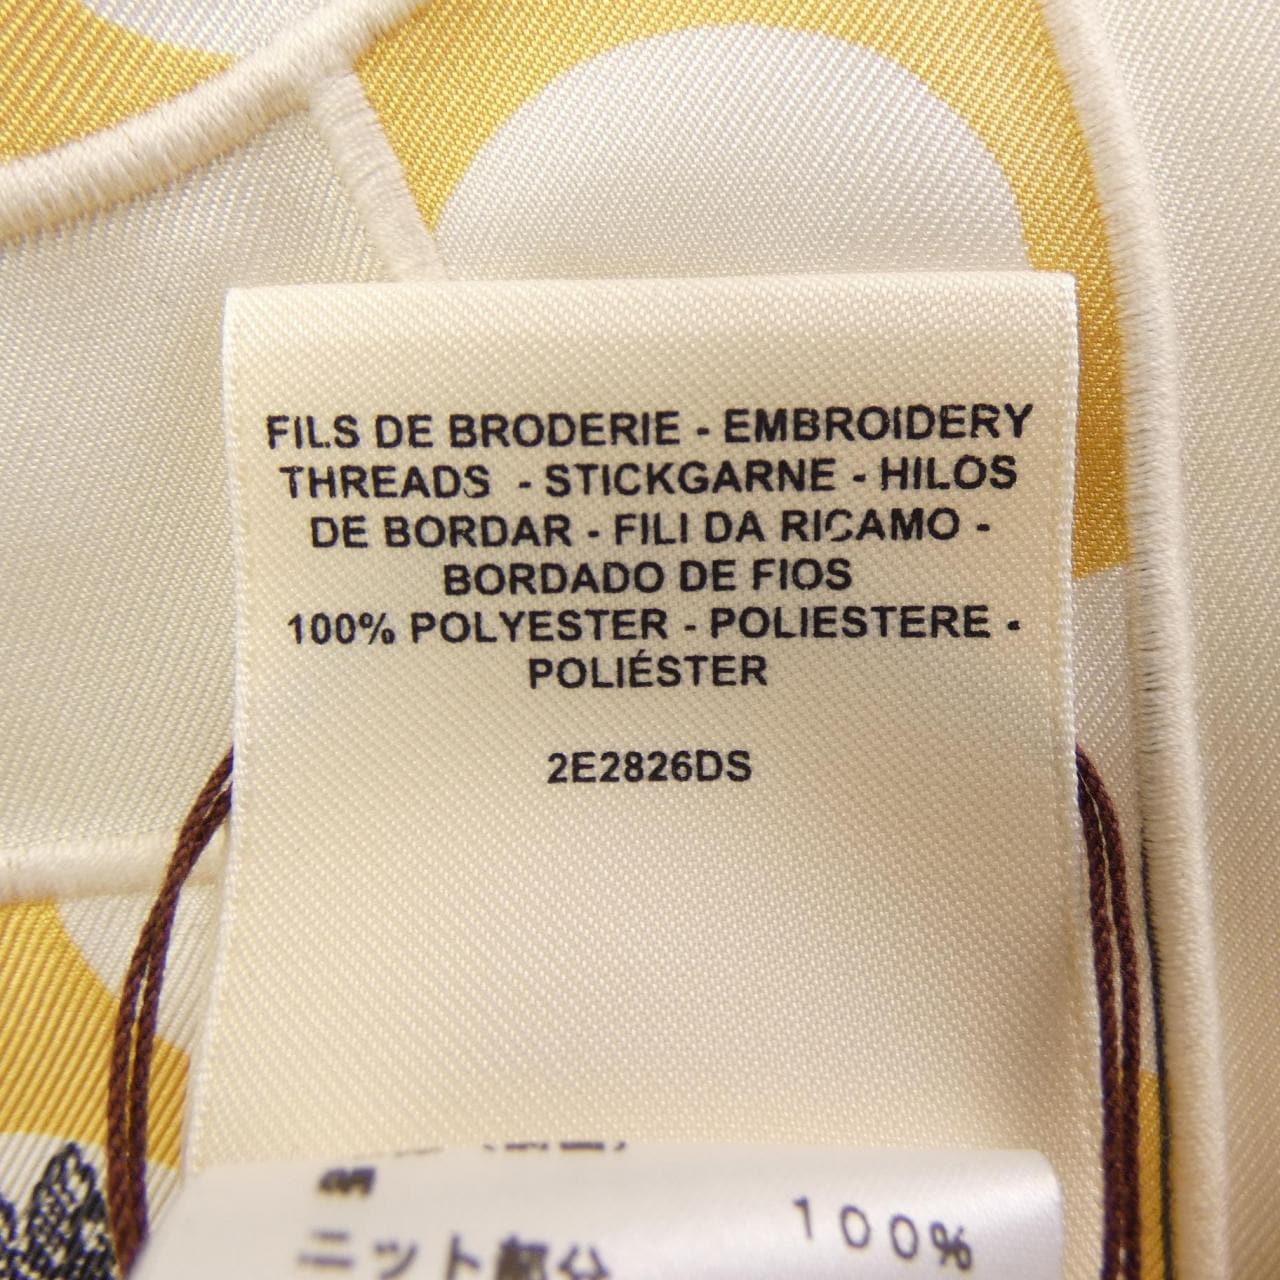 FILS DE BRODERIE - EMBROIDERY
THREADS - STICKGARNE - HILOS
DE BORDAR - FILI DA RICAMO -
BORDADO DE FIOS
100% POLYESTER - POLIESTERE -
POLIÉSTER
2E2826DS
100%
ニット部分